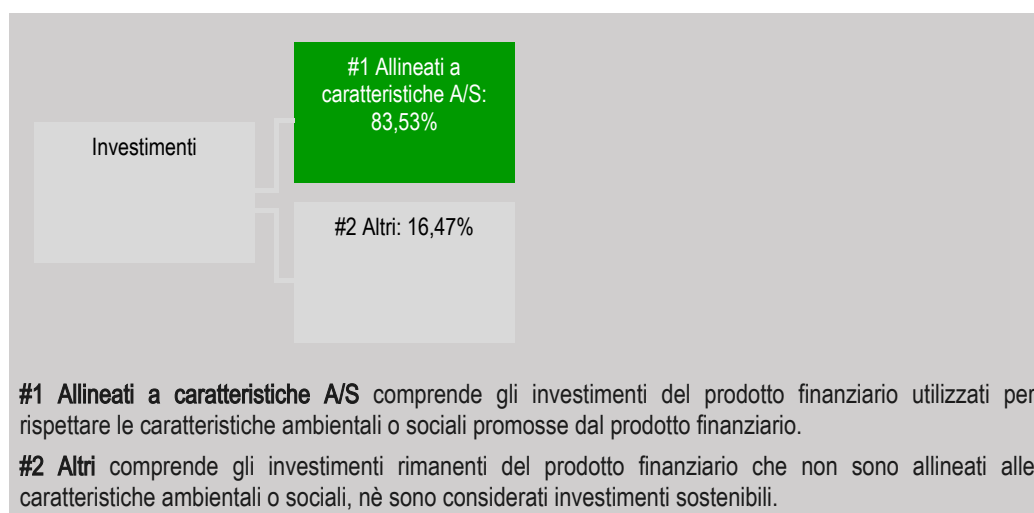 #1 Allineati a
caratteristiche A/S:
83,53%
Investimenti
#2 Altri: 16,47%
#1 Allineati a caratteristiche A/S comprende gli investimenti del prodotto finanziario utilizzati per
rispettare le caratteristiche ambientali o sociali promosse dal prodotto finanziario.
#2 Altri comprende gli investimenti rimanenti del prodotto finanziario che non sono allineati alle
caratteristiche ambientali o sociali, nè sono considerati investimenti sostenibili.